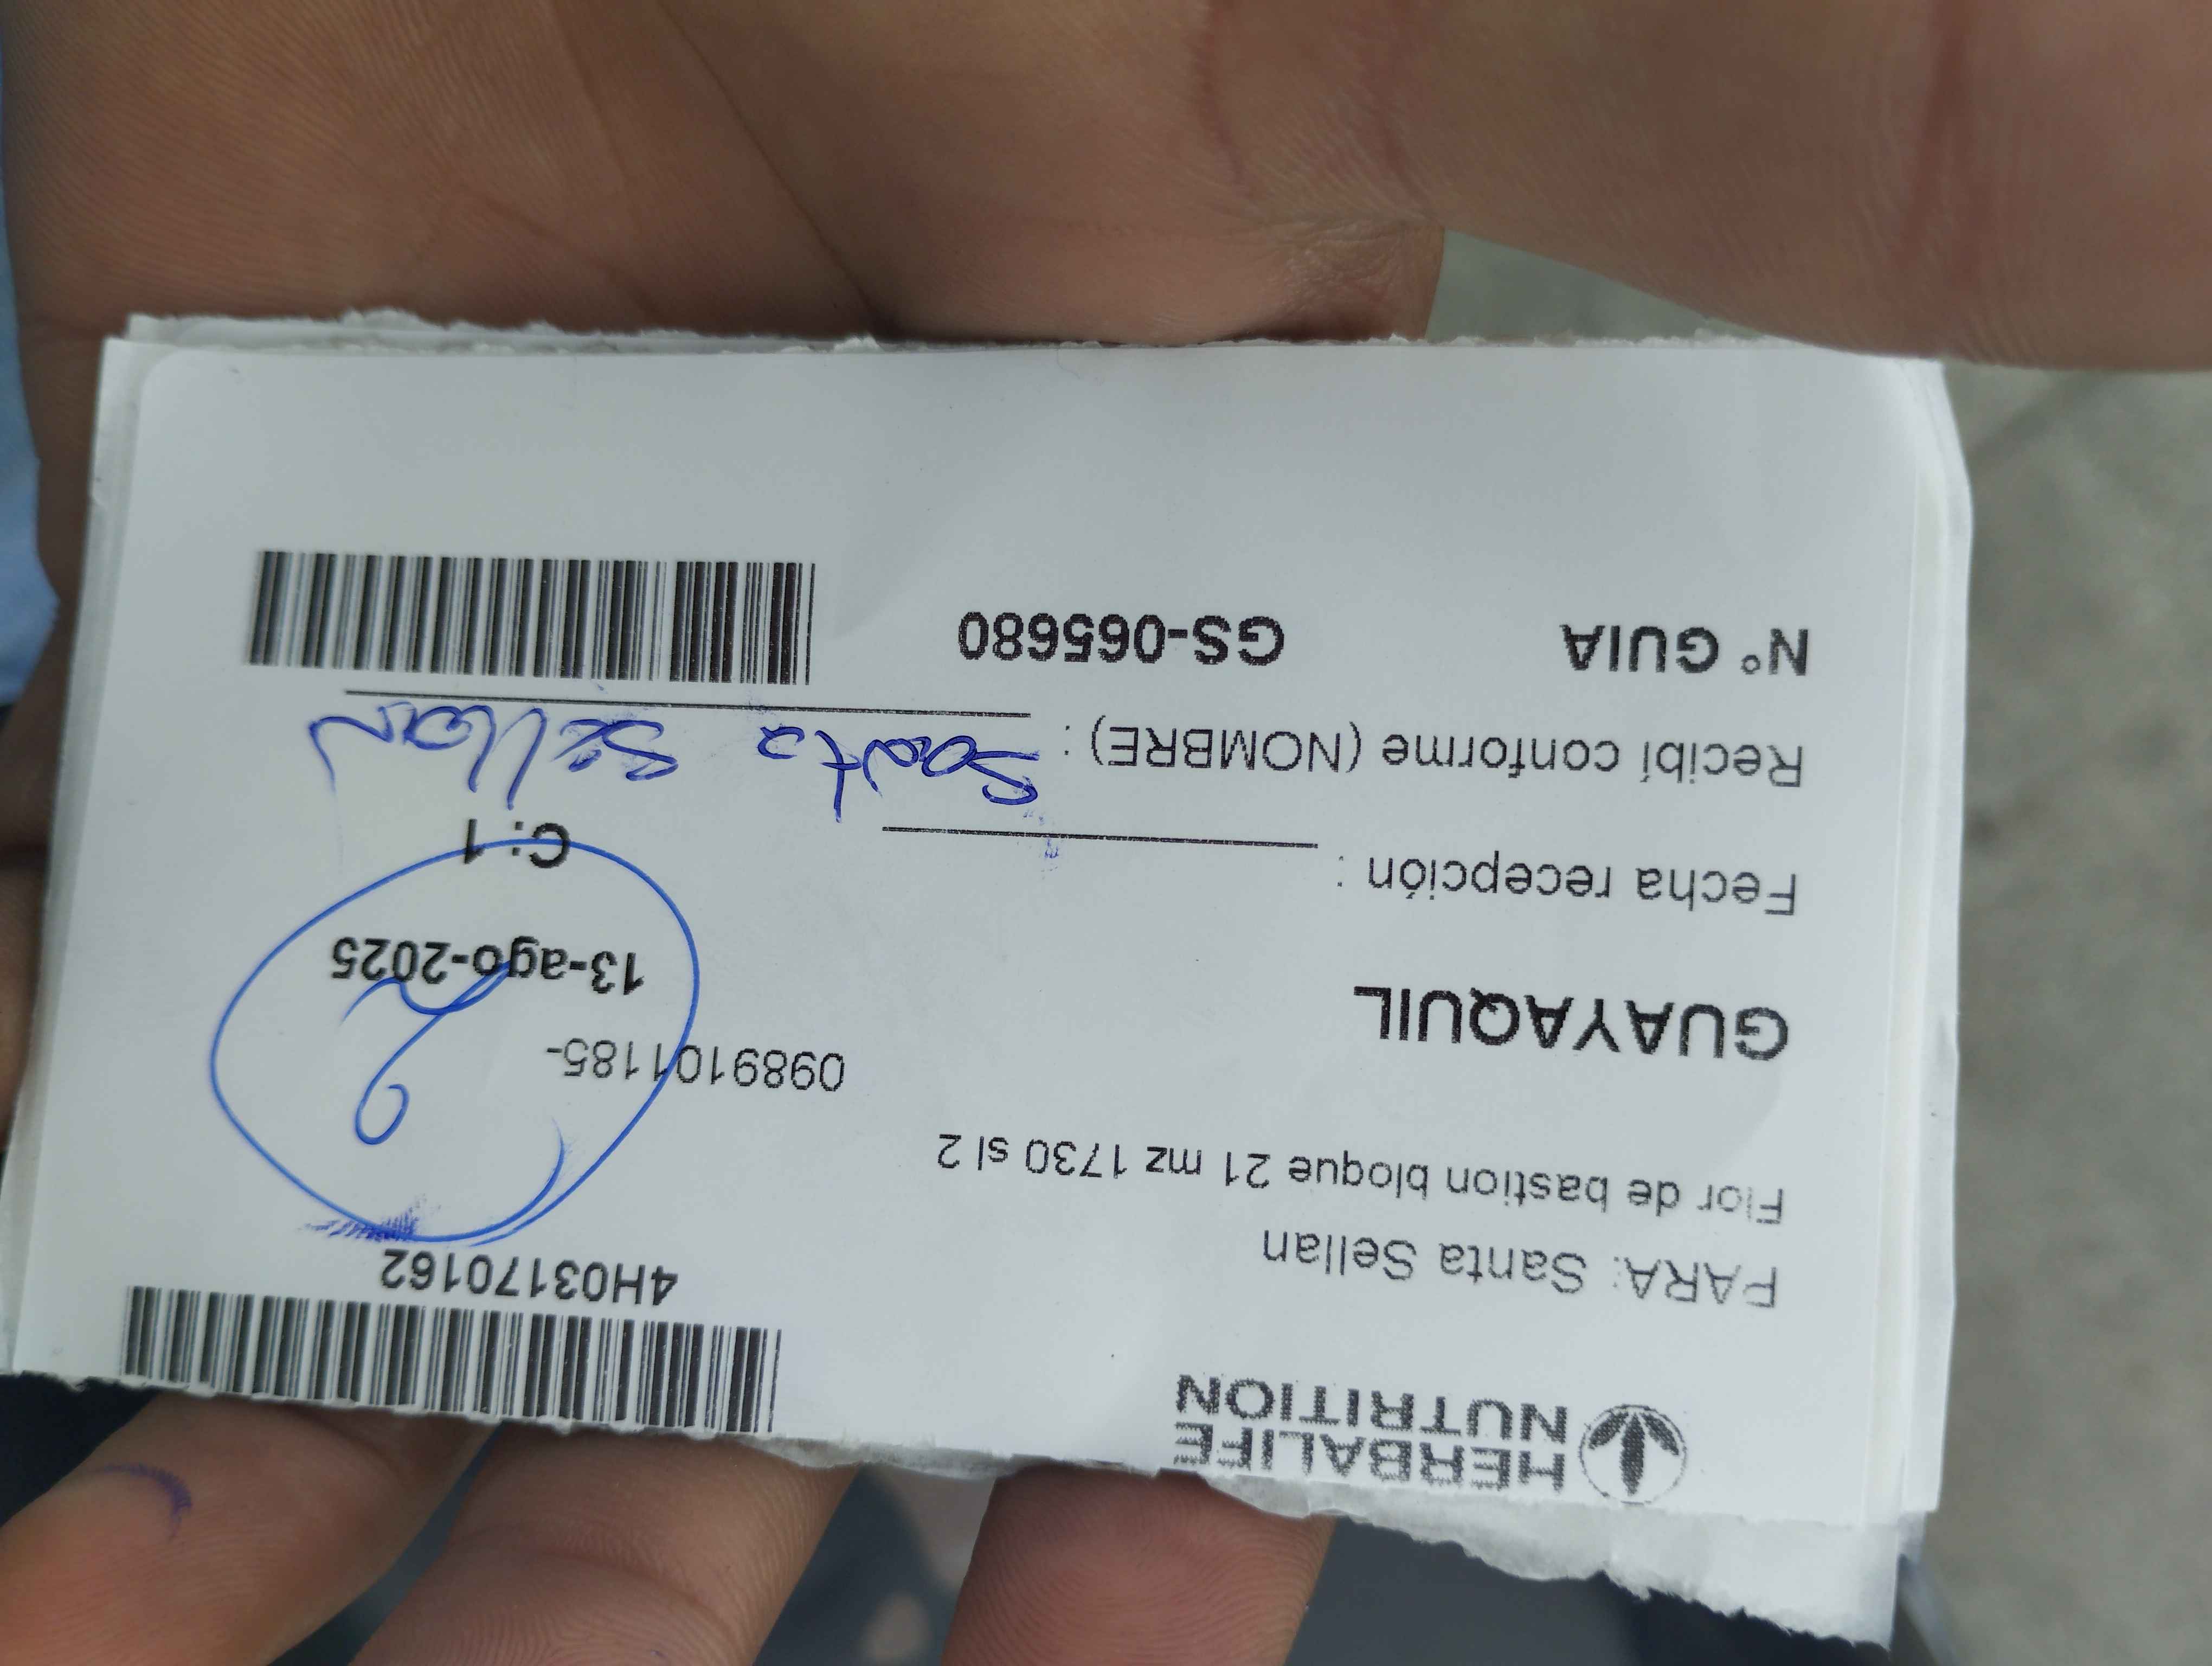 HERBALIFE
NUTRITION
4H03170162
PARA: Santa Sellan
Flor de bastion bloque 21 mz 1730 sl 2
0989101185-
GUAYAQUIL
13-ago-2025
Fecha recepción :
C: 1
Recibí conforme (NOMBRE) : Santa Sellan
N° GUIA GS-065680